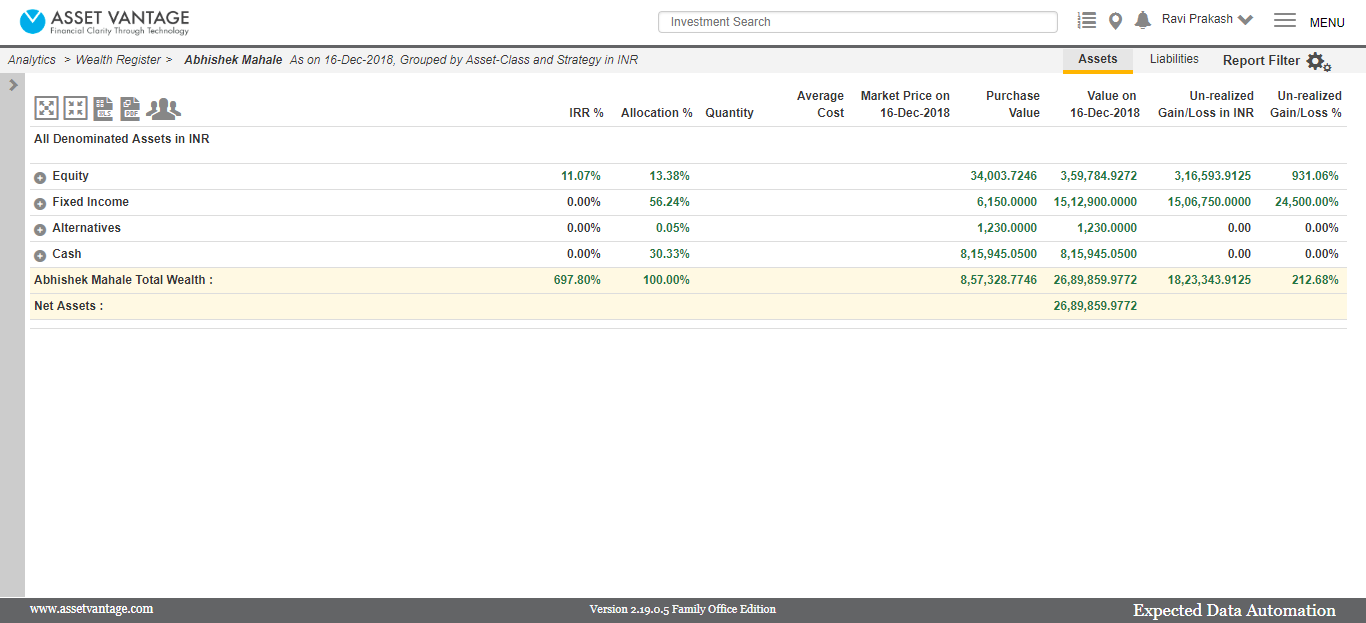 ASSET VANTAGE
Financial Clarity Through Technology
Investment Search
Ravi Prakash
MENU
Analytics > Wealth Register > Abhishek Mahale As on 16-Dec-2018, Grouped by Asset-Class and Strategy in INR
Assets
Liabilities
Report Filter
XLS
PDF
IRR %
Allocation %
Quantity
Average
Cost
Market Price on
16-Dec-2018
Purchase
Value
Value on
16-Dec-2018
Un-realized
Gain/Loss in INR
Un-realized
Gain/Loss %
All Denominated Assets in INR
Equity 11.07% 13.38% 34,003.7246 3,59,784.9272 3,16,593.9125 931.06%
Fixed Income 0.00% 56.24% 6,150.0000 15,12,900.0000 15,06,750.0000 24,500.00%
Alternatives 0.00% 0.05% 1,230.0000 1,230.0000 0.00 0.00%
Cash 0.00% 30.33% 8,15,945.0500 8,15,945.0500 0.00 0.00%
Abhishek Mahale Total Wealth : 697.80% 100.00% 8,57,328.7746 26,89,859.9772 18,23,343.9125 212.68%
Net Assets : 26,89,859.9772
www.assetvantage.com
Version 2.19.0.5 Family Office Edition
Expected Data Automation